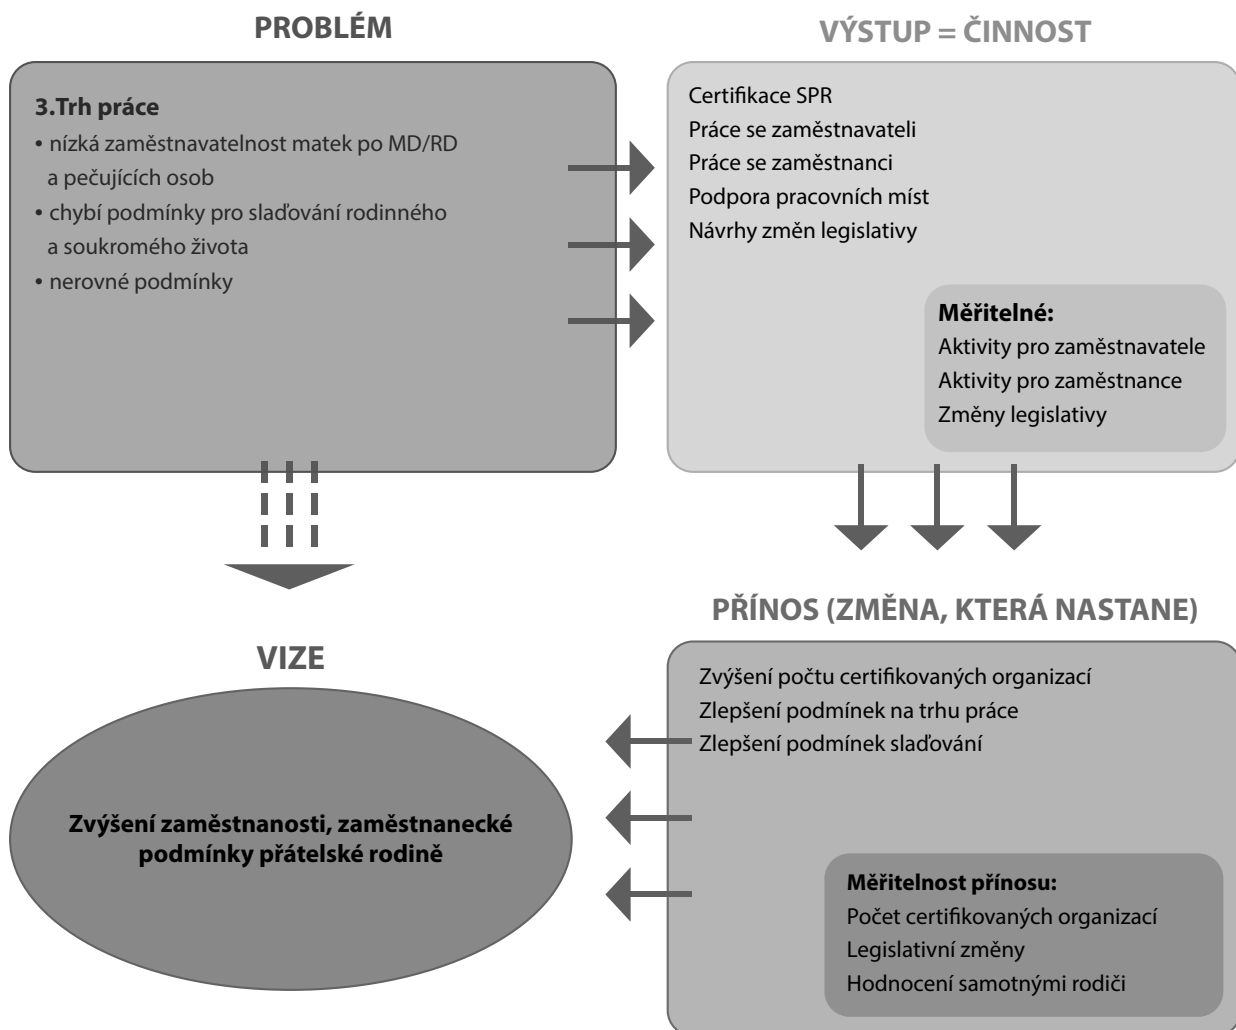 PROBLÉM
3.Trh práce
• nízká zaměstnavatelnost matek po MD/RD
a pečujících osob
• chybí podmínky pro slaďování rodinného
a soukromého života
• nerovné podmínky
VÝSTUP = ČINNOST
Certifikace SPR
Práce se zaměstnavateli
Práce se zaměstnanci
Podpora pracovních míst
Návrhy změn legislativy
Měřitelné:
Aktivity pro zaměstnavatele
Aktivity pro zaměstnance
Změny legislativy
PŘÍNOS (ZMĚNA, KTERÁ NASTANE)
Zvýšení počtu certifikovaných organizací
Zlepšení podmínek na trhu práce
Zlepšení podmínek slaďování
Měřitelnost přínosu:
Počet certifikovaných organizací
Legislativní změny
Hodnocení samotnými rodiči
VIZE
Zvýšení zaměstnanosti, zaměstnanecké
podmínky přátelské rodině